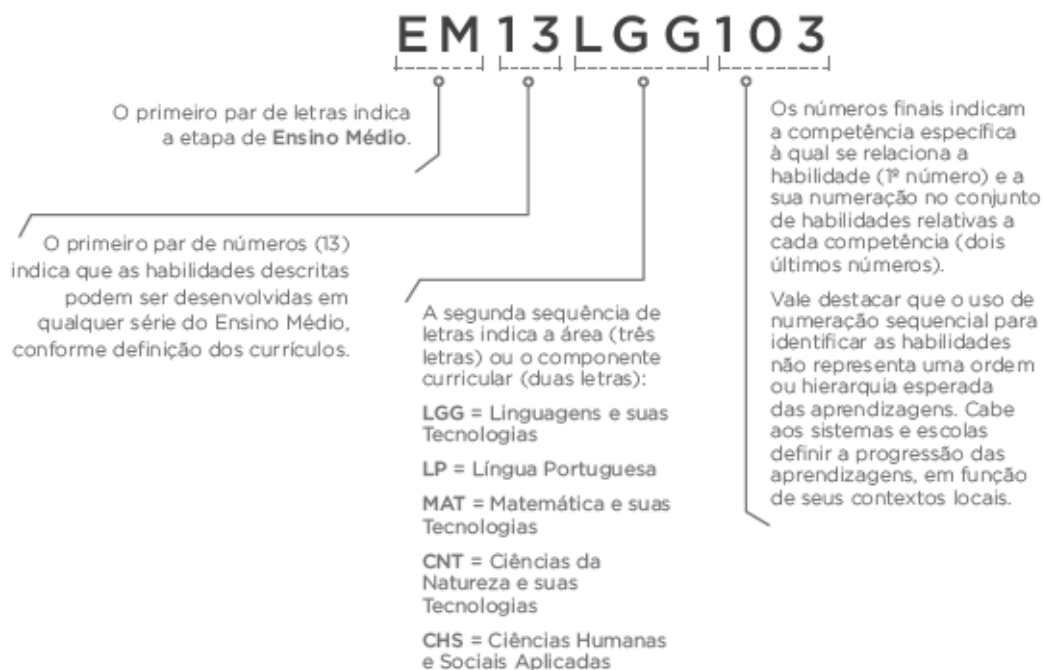 EM13LGG103
O primeiro par de letras indica
a etapa de Ensino Médio.
O primeiro par de números (13)
indica que as habilidades descritas
podem ser desenvolvidas em
qualquer série do Ensino Médio,
conforme definição dos currículos.
A segunda sequência de
letras indica a área (três
letras) ou o componente
curricular (duas letras):
LGG = Linguagens e suas
Tecnologias
LP = Língua Portuguesa
MAT = Matemática e suas
Tecnologias
CNT = Ciências da
Natureza e suas
Tecnologias
CHS = Ciências Humanas
e Sociais Aplicadas
Os números finais indicam
a competência específica
à qual se relaciona a
habilidade (1º número) e a
sua numeração no conjunto
de habilidades relativas a
cada competência (dois
últimos números).
Vale destacar que o uso de
numeração sequencial para
identificar as habilidades
não representa uma ordem
ou hierarquia esperada
das aprendizagens. Cabe
aos sistemas e escolas
definir a progressão das
aprendizagens, em função
de seus contextos locais.